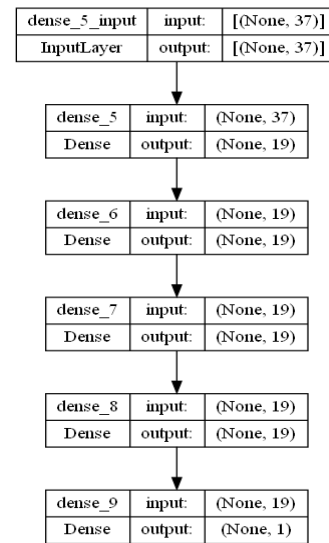 dense_5_input input: [(None, 37)]
InputLayer output: [(None, 37)]
dense_5 input: (None, 37)
Dense output: (None, 19)
dense_6 input: (None, 19)
Dense output: (None, 19)
dense_7 input: (None, 19)
Dense output: (None, 19)
dense_8 input: (None, 19)
Dense output: (None, 19)
dense_9 input: (None, 19)
Dense output: (None, 1)